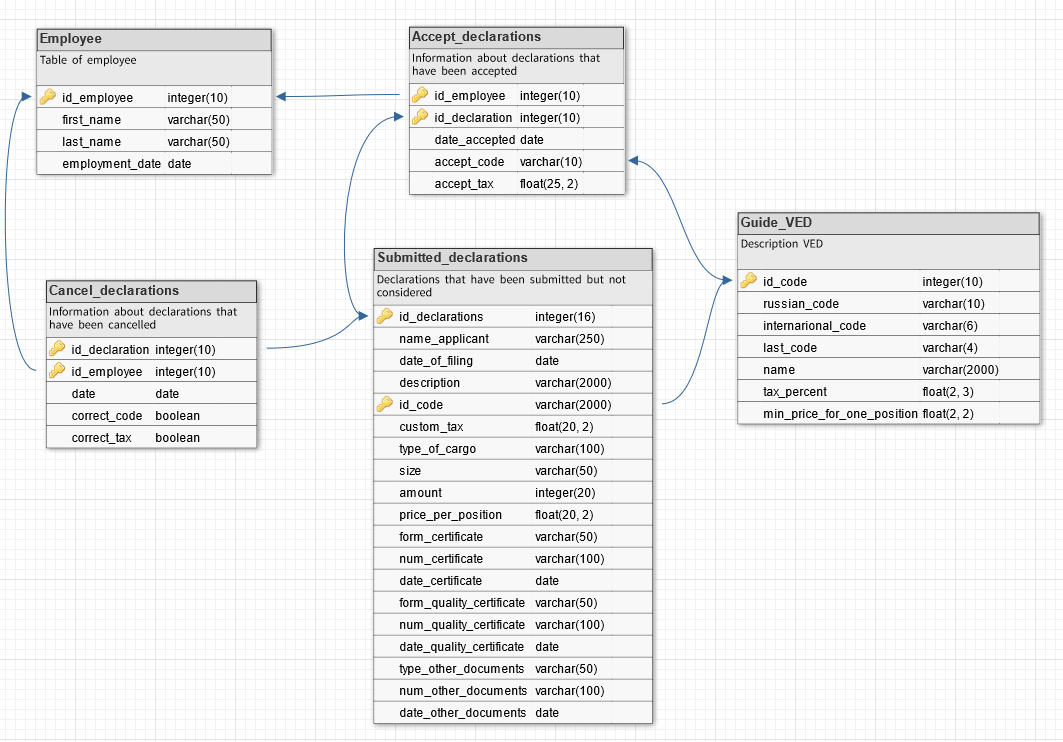 Employee
Table of employee
id_employee integer(10)
first_name varchar(50)
last_name varchar(50)
employment_date date
Accept_declarations
Information about declarations that
have been accepted
id_employee integer(10)
id_declaration integer(10)
date_accepted date
accept_code varchar(10)
accept_tax float(25, 2)
Guide_VED
Description VED
id_code integer(10)
russian_code varchar(10)
internarional_code varchar(6)
last_code varchar(4)
name varchar(2000)
tax_percent float(2, 3)
min_price_for_one_position float(2, 2)
Cancel_declarations
Information about declarations that
have been cancelled
id_declaration integer(10)
id_employee integer(10)
date date
correct_code boolean
correct_tax boolean
Submitted_declarations
Declarations that have been submitted but not
considered
id_declarations integer(16)
name_applicant varchar(250)
date_of_filing date
description varchar(2000)
id_code varchar(2000)
custom_tax float(20, 2)
type_of_cargo varchar(100)
size varchar(50)
amount integer(20)
price_per_position float(20, 2)
form_certificate varchar(50)
num_certificate varchar(100)
date_certificate date
form_quality_certificate varchar(50)
num_quality_certificate varchar(100)
date_quality_certificate date
type_other_documents varchar(50)
num_other_documents varchar(100)
date_other_documents date